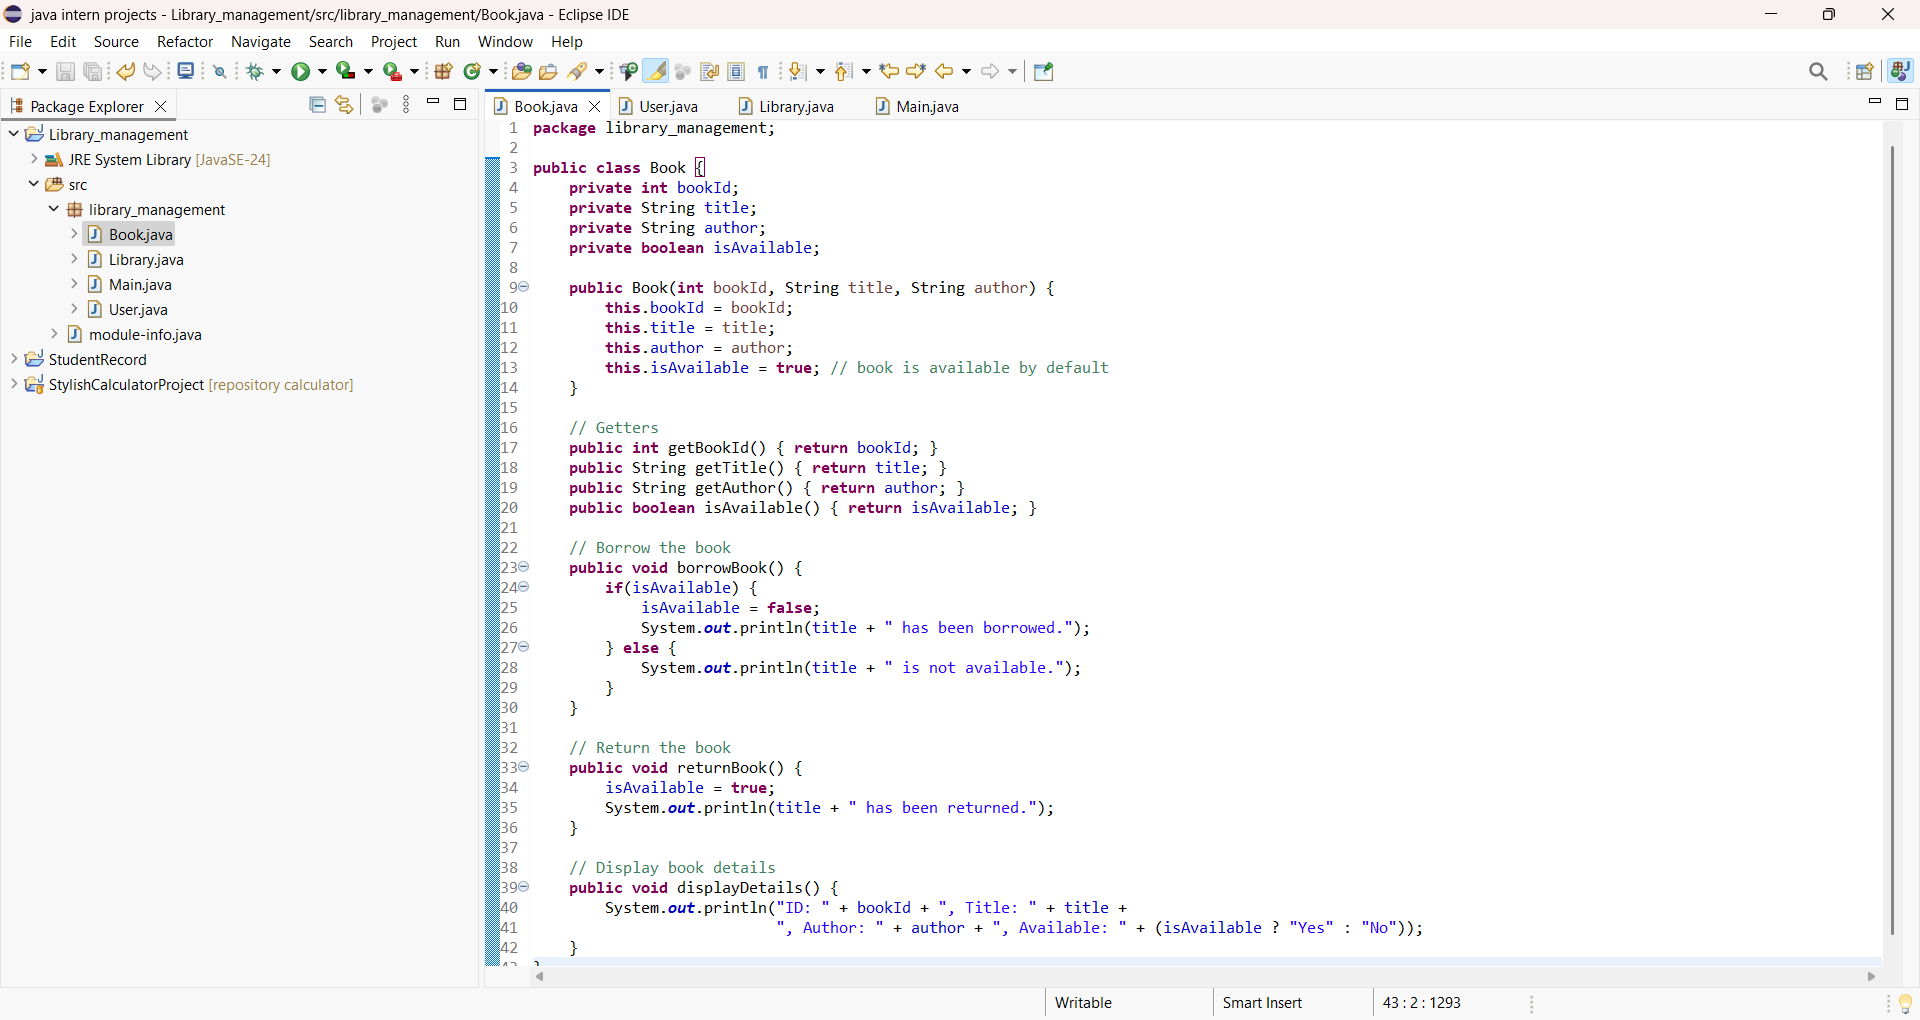 java intern projects - Library_management/src/library_management/Book.java - Eclipse IDE
File Edit Source Refactor Navigate Search Project Run Window Help
Package Explorer
Library_management
JRE System Library [JavaSE-24]
src
library_management
Book.java
Library.java
Main.java
User.java
module-info.java
StudentRecord
StylishCalculatorProject [repository calculator]
Book.java User.java Library.java Main.java
1 package library_management;
2
3 public class Book {
4     private int bookId;
5     private String title;
6     private String author;
7     private boolean isAvailable;
8
9     public Book(int bookId, String title, String author) {
10         this.bookId = bookId;
11         this.title = title;
12         this.author = author;
13         this.isAvailable = true; // book is available by default
14     }
15
16     // Getters
17     public int getBookId() { return bookId; }
18     public String getTitle() { return title; }
19     public String getAuthor() { return author; }
20     public boolean isAvailable() { return isAvailable; }
21
22     // Borrow the book
23     public void borrowBook() {
24         if(isAvailable) {
25             isAvailable = false;
26             System.out.println(title + " has been borrowed.");
27         } else {
28             System.out.println(title + " is not available.");
29         }
30     }
31
32     // Return the book
33     public void returnBook() {
34         isAvailable = true;
35         System.out.println(title + " has been returned.");
36     }
37
38     // Display book details
39     public void displayDetails() {
40         System.out.println("ID: " + bookId + ", Title: " + title +
41                            ", Author: " + author + ", Available: " + (isAvailable ? "Yes" : "No"));
42     }
Writable Smart Insert 43 : 2 : 1293